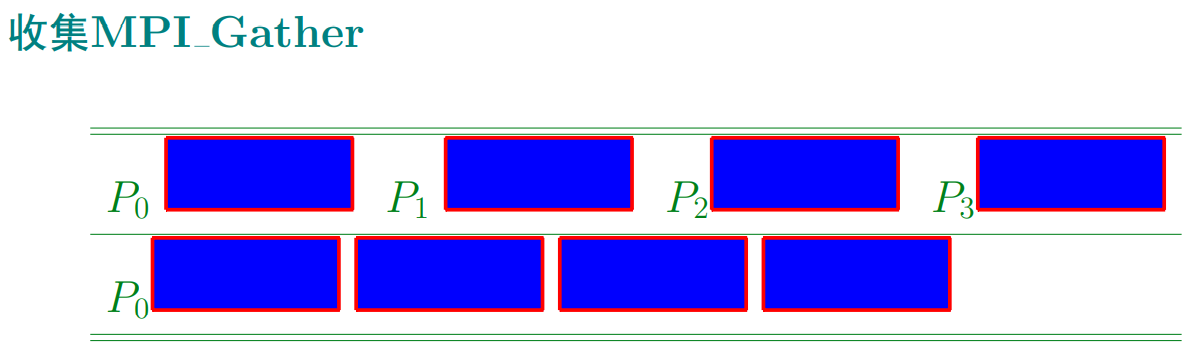 收集MPI_Gather
P0 P1 P2 P3
P0